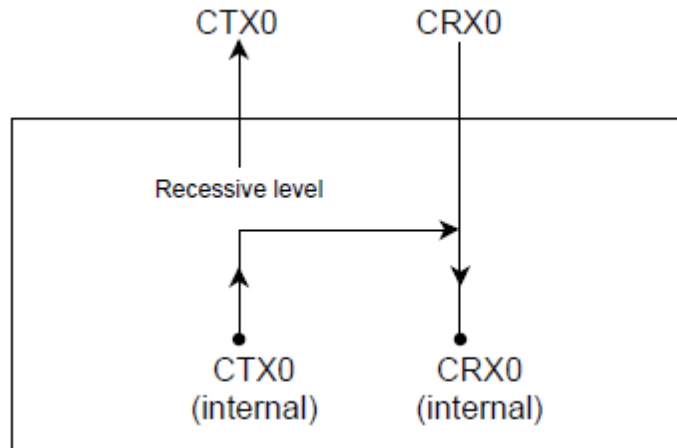 CTX0 CRX0
Recessive level
CTX0 CRX0
(internal) (internal)